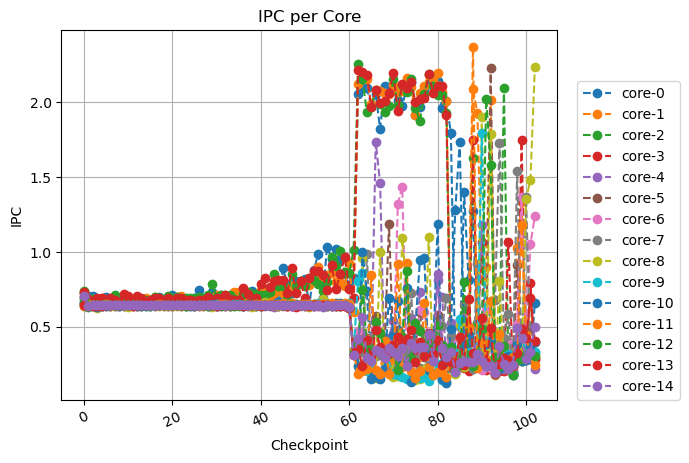 IPC per Core
IPC
2.0
1.5
1.0
0.5
0
20
40
60
80
100
Checkpoint
core-0
core-1
core-2
core-3
core-4
core-5
core-6
core-7
core-8
core-9
core-10
core-11
core-12
core-13
core-14